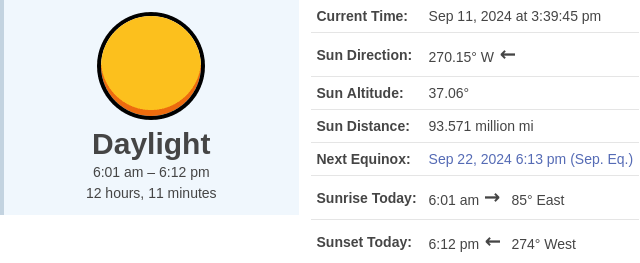 Daylight
6:01 am – 6:12 pm
12 hours, 11 minutes
Current Time: Sep 11, 2024 at 3:39:45 pm
Sun Direction: 270.15° W ←
Sun Altitude: 37.06°
Sun Distance: 93.571 million mi
Next Equinox: Sep 22, 2024 6:13 pm (Sep. Eq.)
Sunrise Today: 6:01 am → 85° East
Sunset Today: 6:12 pm ← 274° West